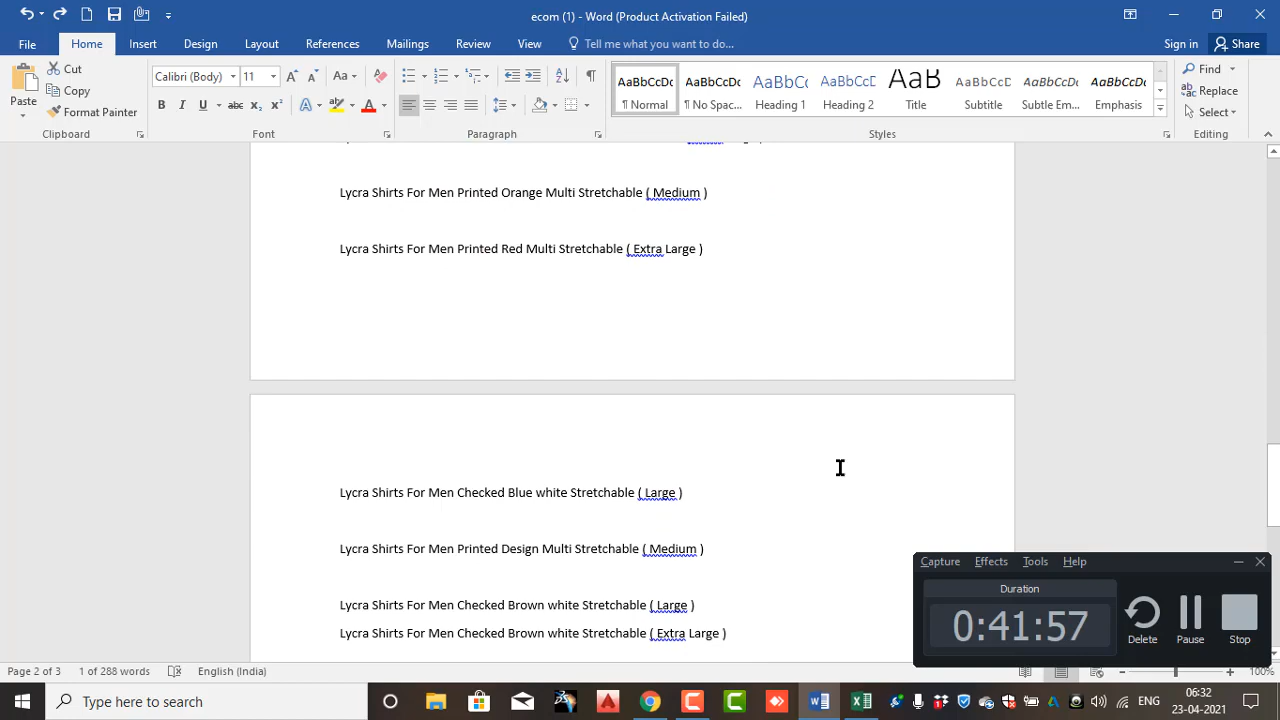 ecom (1) - Word (Product Activation Failed)
File Home Insert Design Layout References Mailings Review View Tell me what you want to do... Sign in Share
Paste Cut Copy Format Painter
Calibri (Body) 11
AaBbCcDc AaBbCcDc AaBbCc AaBbCcD AaB AaBbCcD AaBbCcDc AaBbCcDc
¶ Normal ¶ No Spac... Heading 1 Heading 2 Title Subtitle Subtle Em... Emphasis
Find Replace Select
Clipboard Font Paragraph Styles Editing
Lycra Shirts For Men Printed Orange Multi Stretchable ( Medium )
Lycra Shirts For Men Printed Red Multi Stretchable ( Extra Large )
Lycra Shirts For Men Checked Blue white Stretchable ( Large )
Lycra Shirts For Men Printed Design Multi Stretchable ( Medium )
Lycra Shirts For Men Checked Brown white Stretchable ( Large )
Lycra Shirts For Men Checked Brown white Stretchable ( Extra Large )
Capture Effects Tools Help
Duration
0:41:57
Delete Pause Stop
Page 2 of 3 1 of 288 words English (India) 100%
Type here to search
ENG 06:32
23-04-2021